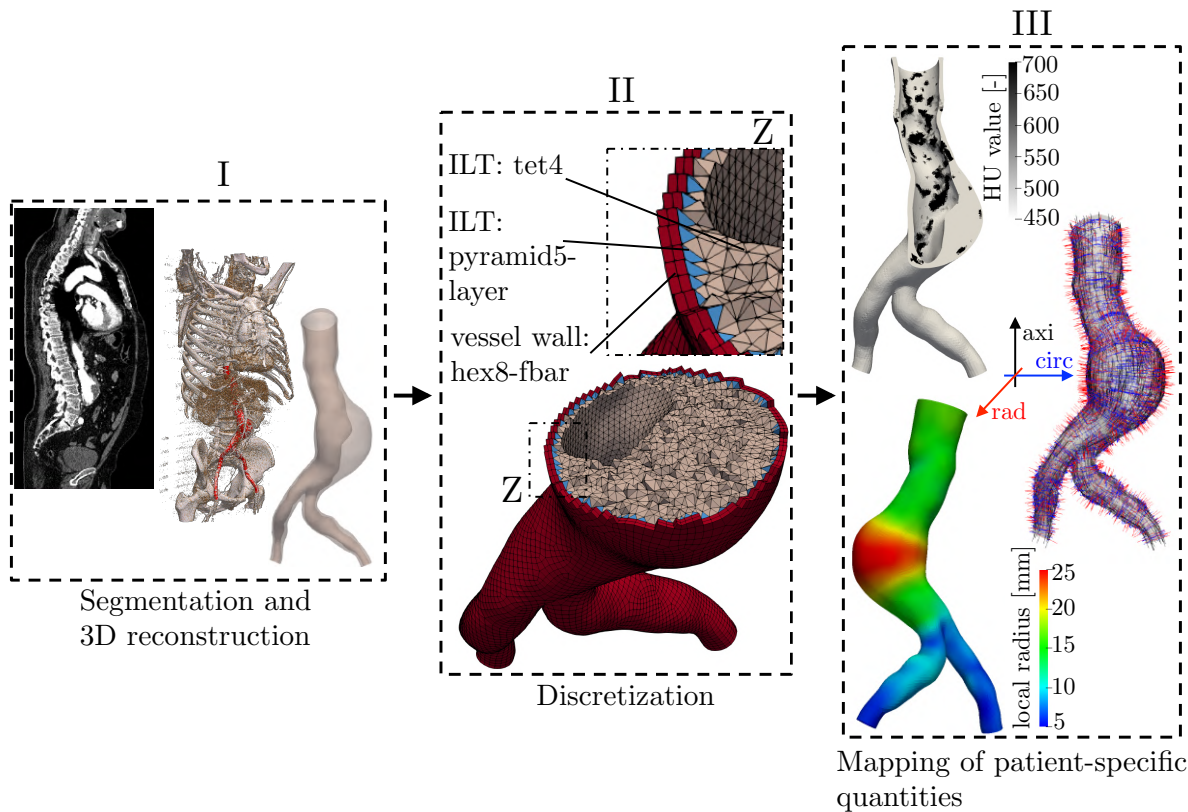 I
Segmentation and
3D reconstruction
II
Z
ILT: tet4
ILT:
pyramid5-
layer
vessel wall:
hex8-fbar
Z
Discretization
III
HU value [-]
700
650
600
550
500
450
axi
circ
rad
local radius [mm]
25
20
15
10
5
Mapping of patient-specific
quantities